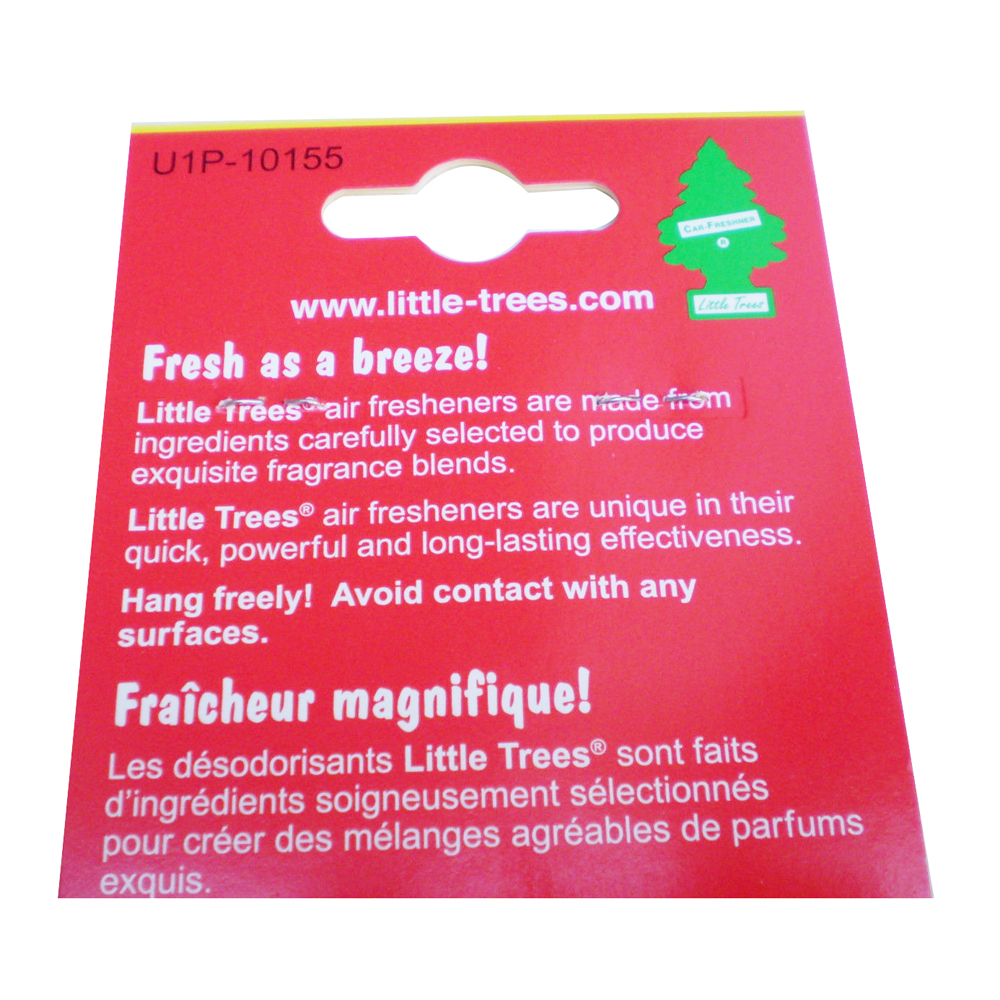 U1P-10155
CAR-FRESHNER
®
Little Trees
www.little-trees.com
Fresh as a breeze!
Little Trees® air fresheners are made from
ingredients carefully selected to produce
exquisite fragrance blends.
Little Trees® air fresheners are unique in their
quick, powerful and long-lasting effectiveness.
Hang freely! Avoid contact with any
surfaces.
Fraîcheur magnifique!
Les désodorisants Little Trees® sont faits
d'ingrédients soigneusement sélectionnés
pour créer des mélanges agréables de parfums
exquis.